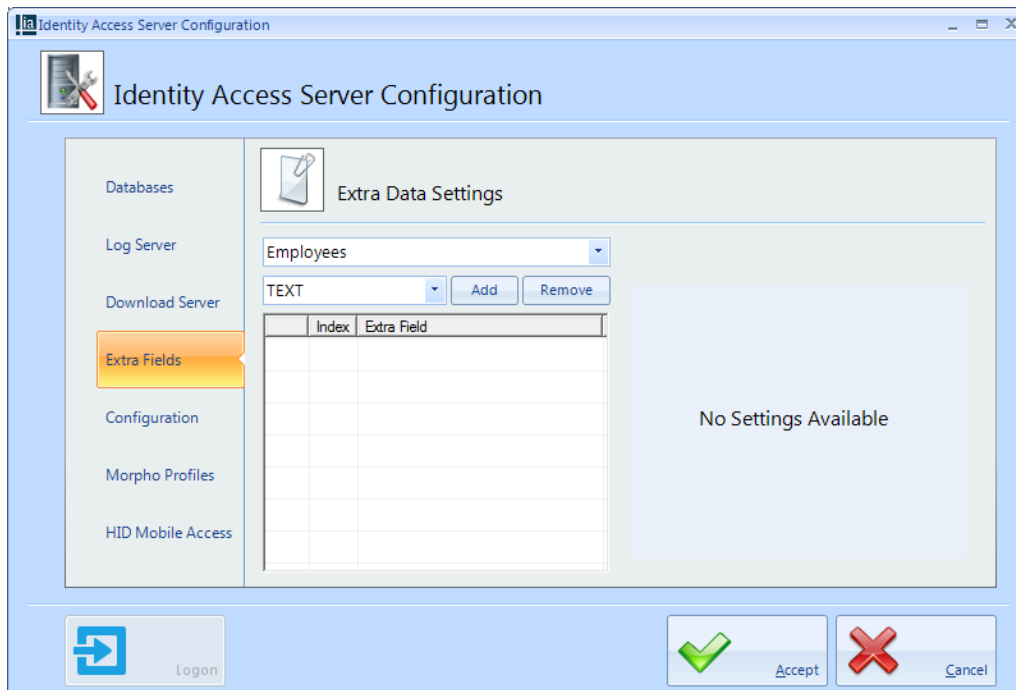 ia Identity Access Server Configuration
Identity Access Server Configuration
Databases
Log Server
Download Server
Extra Fields
Configuration
Morpho Profiles
HID Mobile Access
Extra Data Settings
Employees
TEXT Add Remove
Index Extra Field
No Settings Available
Logon Accept Cancel